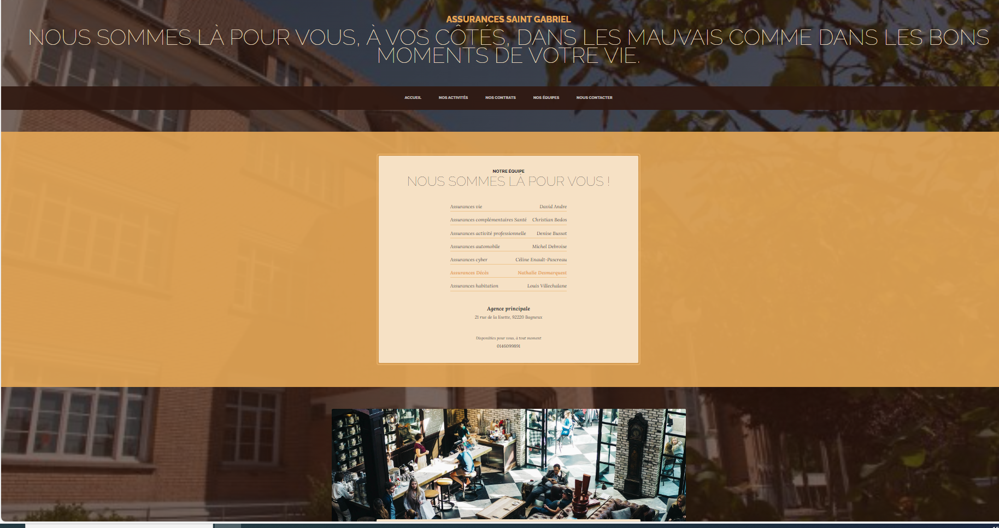 ASSURANCES SAINT GABRIEL
NOUS SOMMES LÀ POUR VOUS, À VOS CÔTÉS, DANS LES MAUVAIS COMME DANS LES BONS
MOMENTS DE VOTRE VIE.
ACCUEIL NOS ACTIVITÉS NOS CONTRATS NOS ÉQUIPES NOUS CONTACTER
NOTRE ÉQUIPE
NOUS SOMMES LÀ POUR VOUS !
Assurances vie David Andre
Assurances complémentaires Santé Christian Bedos
Assurances activité professionnelle Denise Bussot
Assurances automobile Michel Debroise
Assurances cyber Céline Enault-Pascreau
Assurances Décès Nathalie Desmarquest
Assurances habitation Louis Villechalane
Agence principale
21 rue de la lisette, 92220 Bagneux
Disponibles pour vous, à tout moment
0146099891